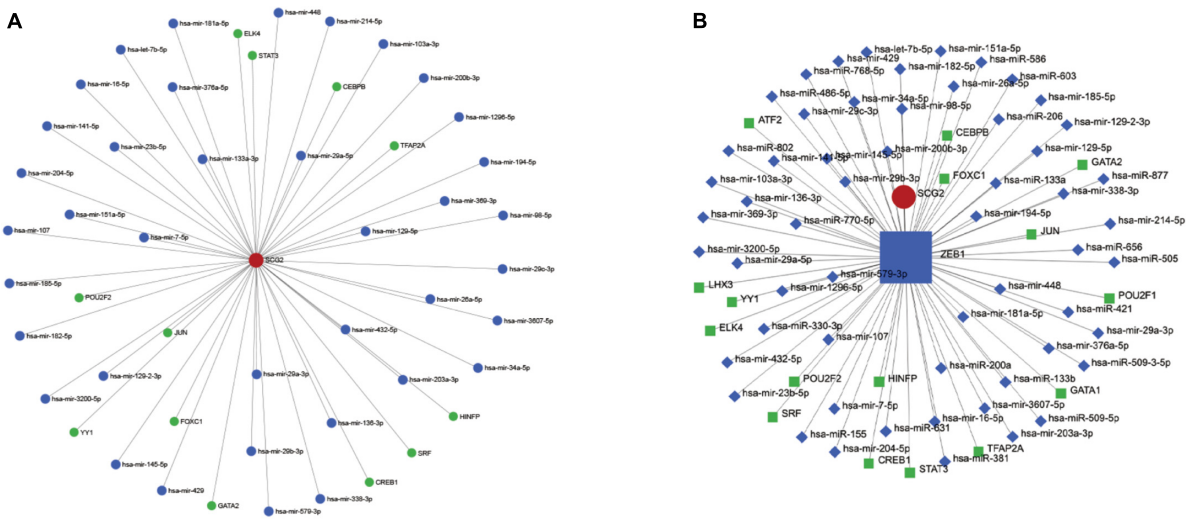 A
hsa-mir-448
hsa-mir-181a-5p
hsa-mir-214-5p
ELK4
hsa-mir-103a-3p
hsa-let-7b-5p
STAT3
hsa-mir-200b-3p
hsa-mir-16-5p
hsa-mir-376a-5p
CEBPB
hsa-mir-1296-5p
hsa-mir-141-5p
hsa-mir-23b-5p
TFAP2A
hsa-mir-133a-3p
hsa-mir-29a-5p
hsa-mir-194-5p
hsa-mir-204-5p
hsa-mir-369-3p
hsa-mir-151a-5p
hsa-mir-98-5p
hsa-mir-107
hsa-mir-7-5p
hsa-mir-129-5p
SCG2
hsa-mir-29c-3p
hsa-mir-185-5p
POU2F2
hsa-mir-26a-5p
hsa-mir-3607-5p
hsa-mir-182-5p
JUN
hsa-mir-432-5p
hsa-mir-34a-5p
hsa-mir-129-2-3p
hsa-mir-29a-3p
hsa-mir-203a-3p
hsa-mir-3200-5p
HINFP
FOXC1
hsa-mir-136-3p
YY1
hsa-mir-29b-3p
SRF
hsa-mir-145-5p
CREB1
hsa-mir-429
hsa-mir-338-3p
GATA2
hsa-mir-579-3p
B
hsa-let-7b-5p
hsa-mir-151a-5p
hsa-mir-429
hsa-miR-586
hsa-miR-768-5p
hsa-mir-182-5p
hsa-miR-603
hsa-mir-26a-5p
hsa-miR-486-5p
hsa-mir-34a-5p
hsa-mir-185-5p
hsa-mir-29c-3p
hsa-mir-98-5p
hsa-miR-206
ATF2
hsa-mir-129-2-3p
CEBPB
hsa-miR-802
hsa-mir-200b-3p
hsa-mir-129-5p
hsa-mir-141-5p
hsa-mir-145-5p
GATA2
hsa-mir-103a-3p
hsa-mir-29b-3p
FOXC1
hsa-miR-133a
hsa-miR-877
hsa-mir-136-3p
SCG2
hsa-mir-338-3p
hsa-mir-369-3p
hsa-miR-770-5p
hsa-mir-194-5p
hsa-mir-214-5p
JUN
hsa-mir-3200-5p
ZEB1
hsa-miR-656
hsa-mir-29a-5p
hsa-miR-505
hsa-mir-579-3p
LHX3
hsa-mir-1296-5p
hsa-mir-448
POU2F1
YY1
hsa-miR-421
hsa-mir-181a-5p
ELK4
hsa-miR-330-3p
hsa-mir-29a-3p
hsa-mir-107
hsa-mir-376a-5p
hsa-mir-432-5p
hsa-miR-200a
hsa-miR-509-3-5p
POU2F2
HINFP
hsa-miR-133b
hsa-mir-23b-5p
GATA1
hsa-mir-7-5p
hsa-mir-3607-5p
SRF
hsa-mir-16-5p
hsa-miR-509-5p
hsa-miR-155
hsa-miR-631
hsa-mir-203a-3p
hsa-mir-204-5p
TFAP2A
CREB1
hsa-miR-381
STAT3